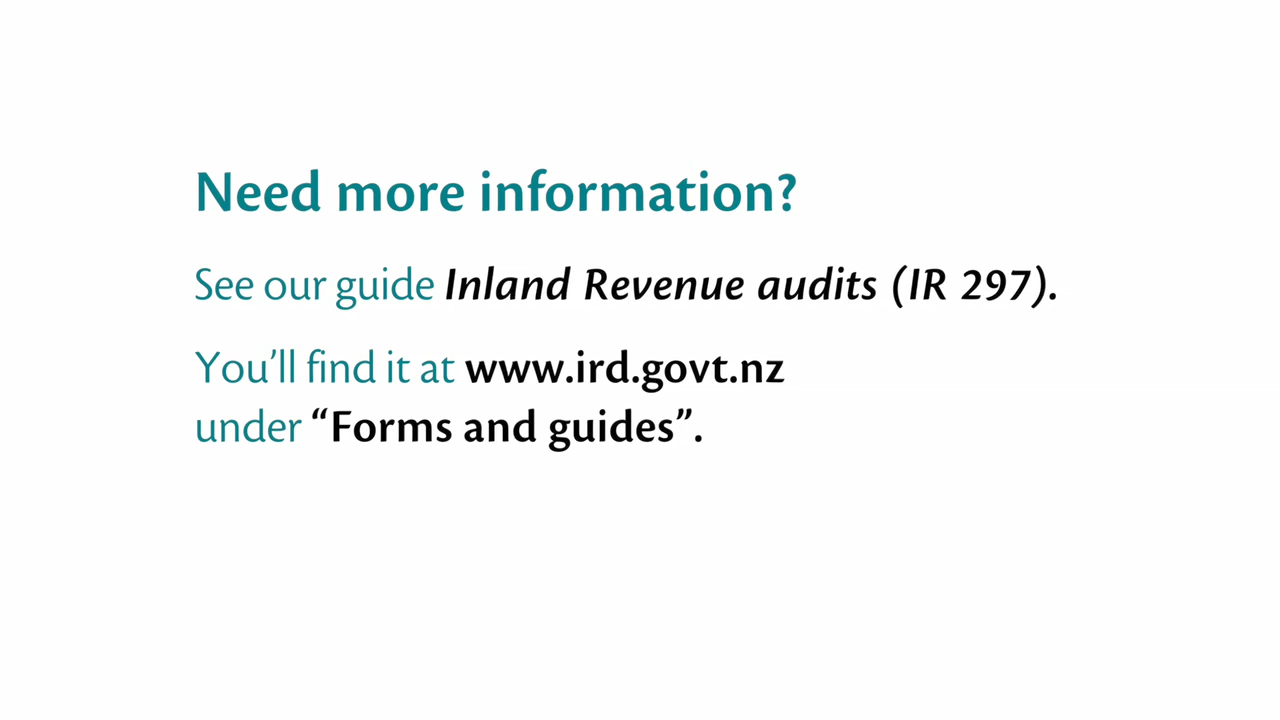 Need more information?
See our guide Inland Revenue audits (IR 297).
You’ll find it at www.ird.govt.nz
under “Forms and guides”.